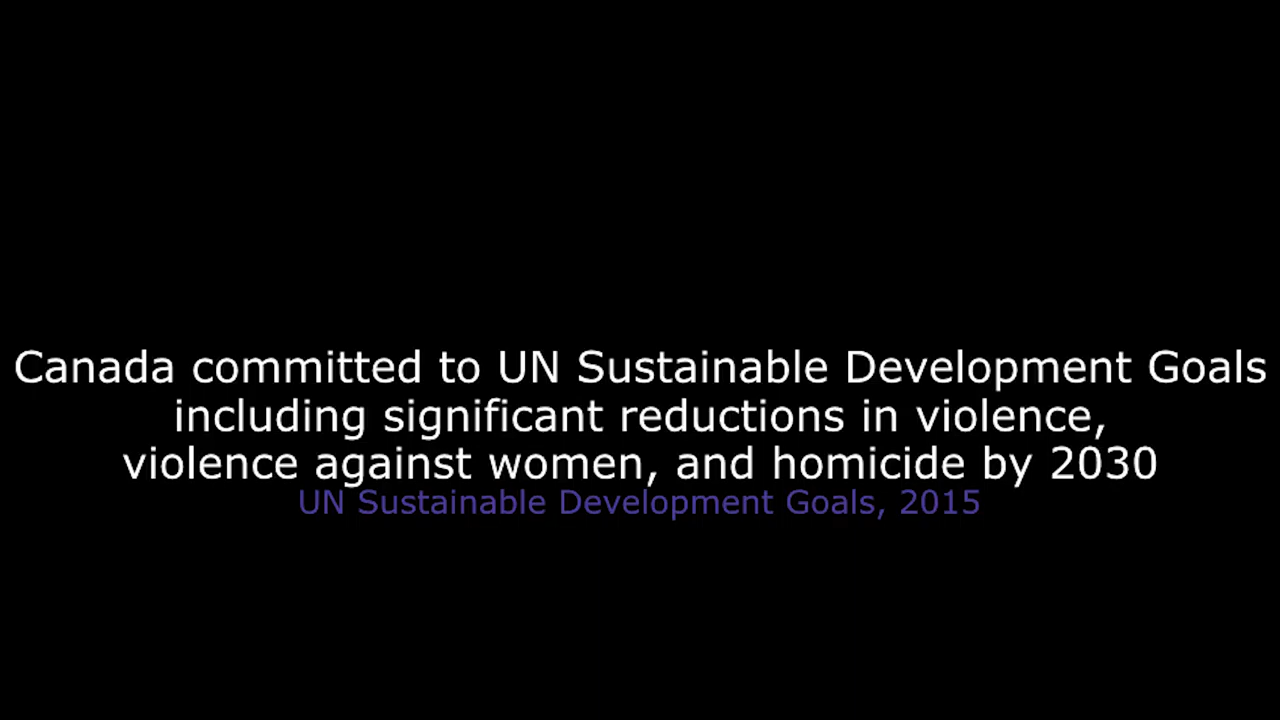 Canada committed to UN Sustainable Development Goals
including significant reductions in violence,
violence against women, and homicide by 2030
UN Sustainable Development Goals, 2015